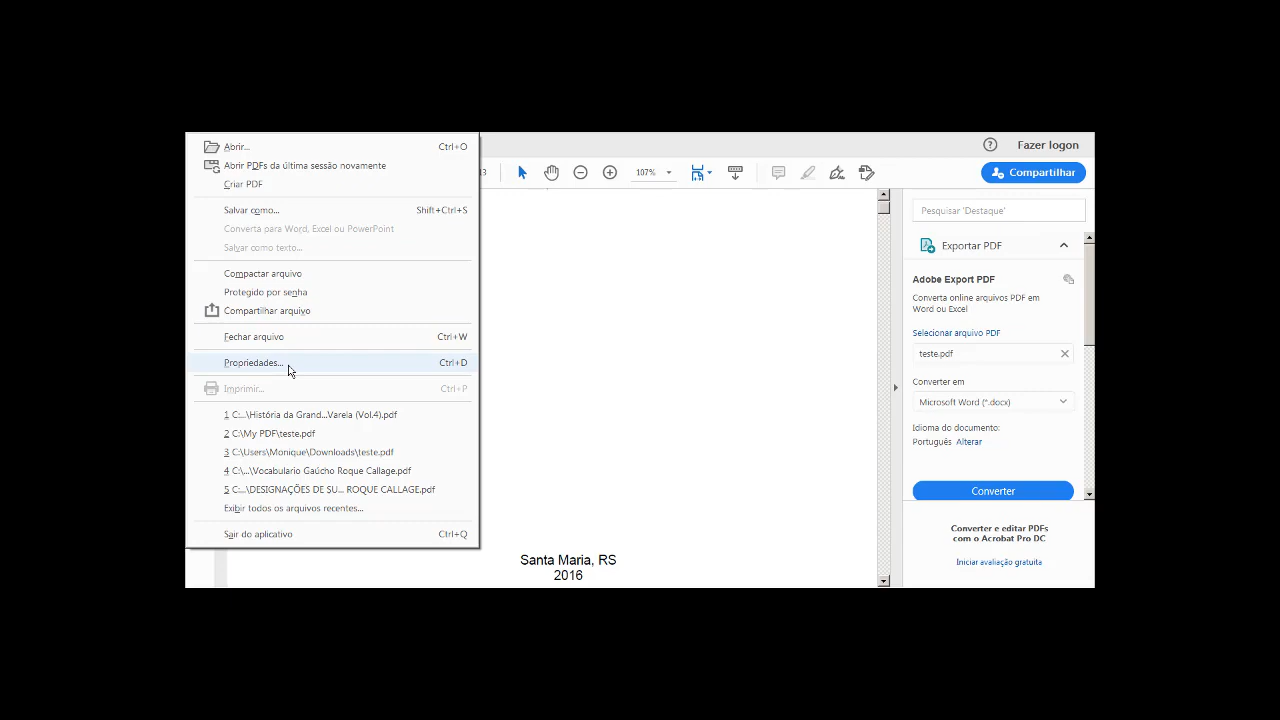 Abrir... Ctrl+O
Abrir PDFs da última sessão novamente
Criar PDF
Salvar como... Shift+Ctrl+S
Converta para Word, Excel ou PowerPoint
Salvar como texto...
Compactar arquivo
Protegido por senha
Compartilhar arquivo
Fechar arquivo Ctrl+W
Propriedades... Ctrl+D
Imprimir... Ctrl+P
1 C:...\História da Grand...Vareia (Vol.4).pdf
2 C:\My PDF\teste.pdf
3 C:\Users\Monique\Downloads\teste.pdf
4 C:\...\Vocabulario Gaúcho Roque Callage.pdf
5 C:...\DESIGNAÇÕES DE SU... ROQUE CALLAGE.pdf
Exibir todos os arquivos recentes...
Sair do aplicativo Ctrl+Q
Fazer logon
13
107%
Compartilhar
Santa Maria, RS
2016
Pesquisar 'Destaque'
Exportar PDF
Adobe Export PDF
Converta online arquivos PDF em
Word ou Excel
Selecionar arquivo PDF
teste.pdf
Converter em
Microsoft Word (*.docx)
Idioma do documento:
Português Alterar
Converter
Converter e editar PDFs
com o Acrobat Pro DC
Iniciar avaliação gratuita